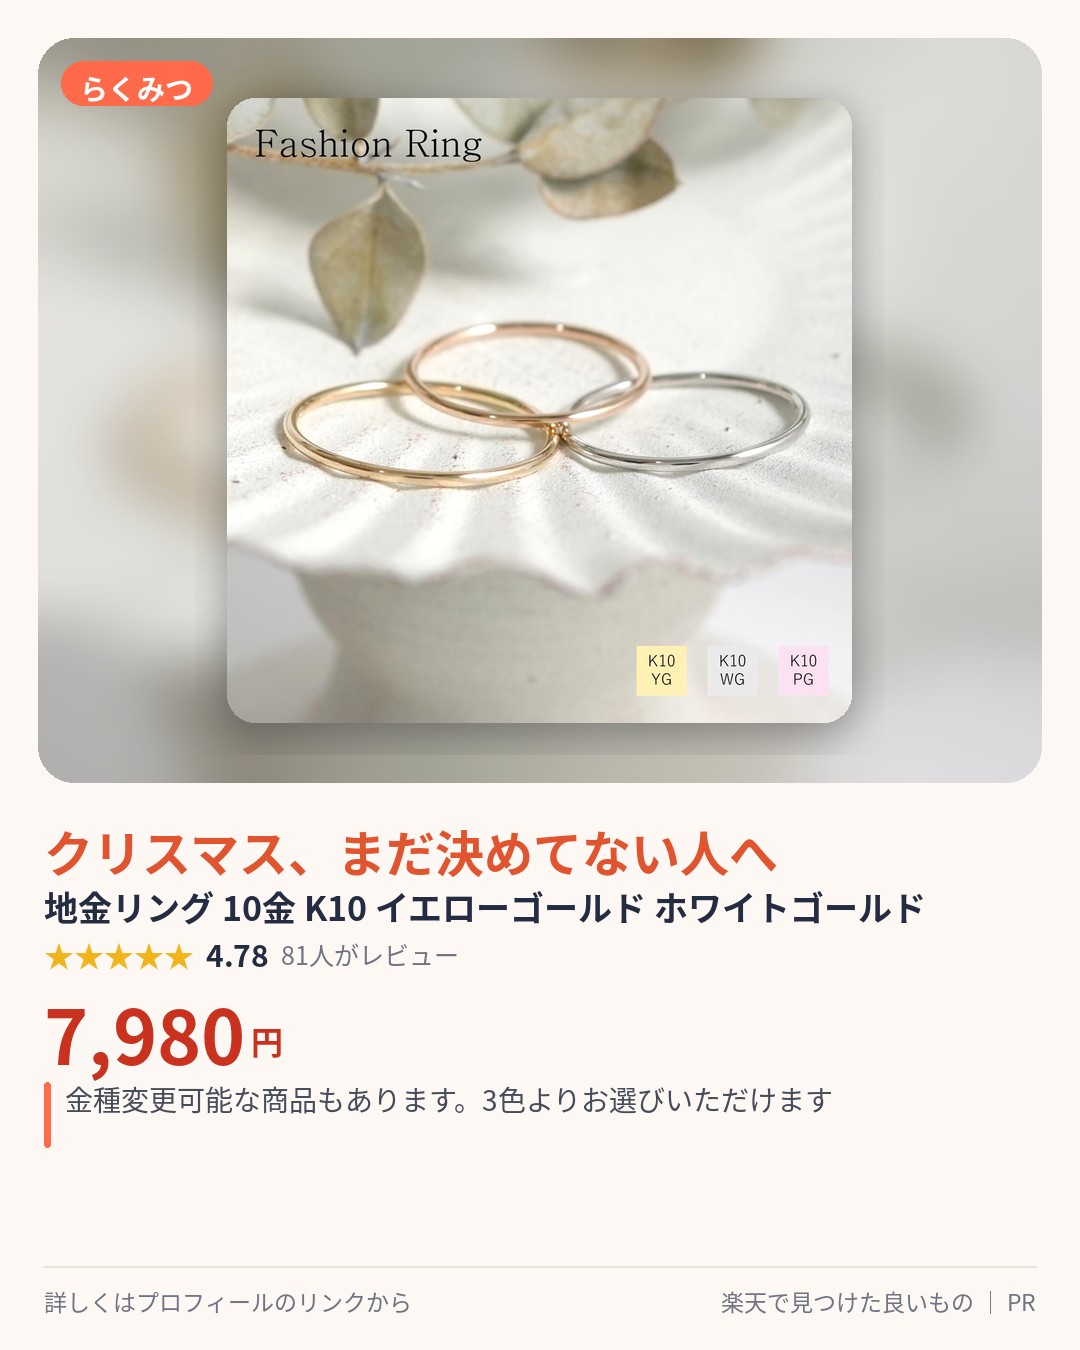 らくみつ
Fashion Ring
K10
YG
K10
WG
K10
PG
クリスマス、まだ決めてない人へ
地金リング 10金 K10 イエローゴールド ホワイトゴールド
★★★★★ 4.78 81人がレビュー
7,980円
金種変更可能な商品もあります。3色よりお選びいただけます
詳しくはプロフィールのリンクから
楽天で見つけた良いもの｜PR